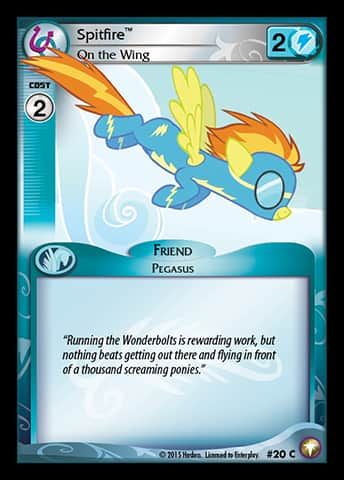 Spitfire™
On the Wing
2
COST
2
FRIEND
PEGASUS
“Running the Wonderbolts is rewarding work, but
nothing beats getting out there and flying in front
of a thousand screaming ponies.”
© 2015 Hasbro. Licensed to Enterplay. #20 C